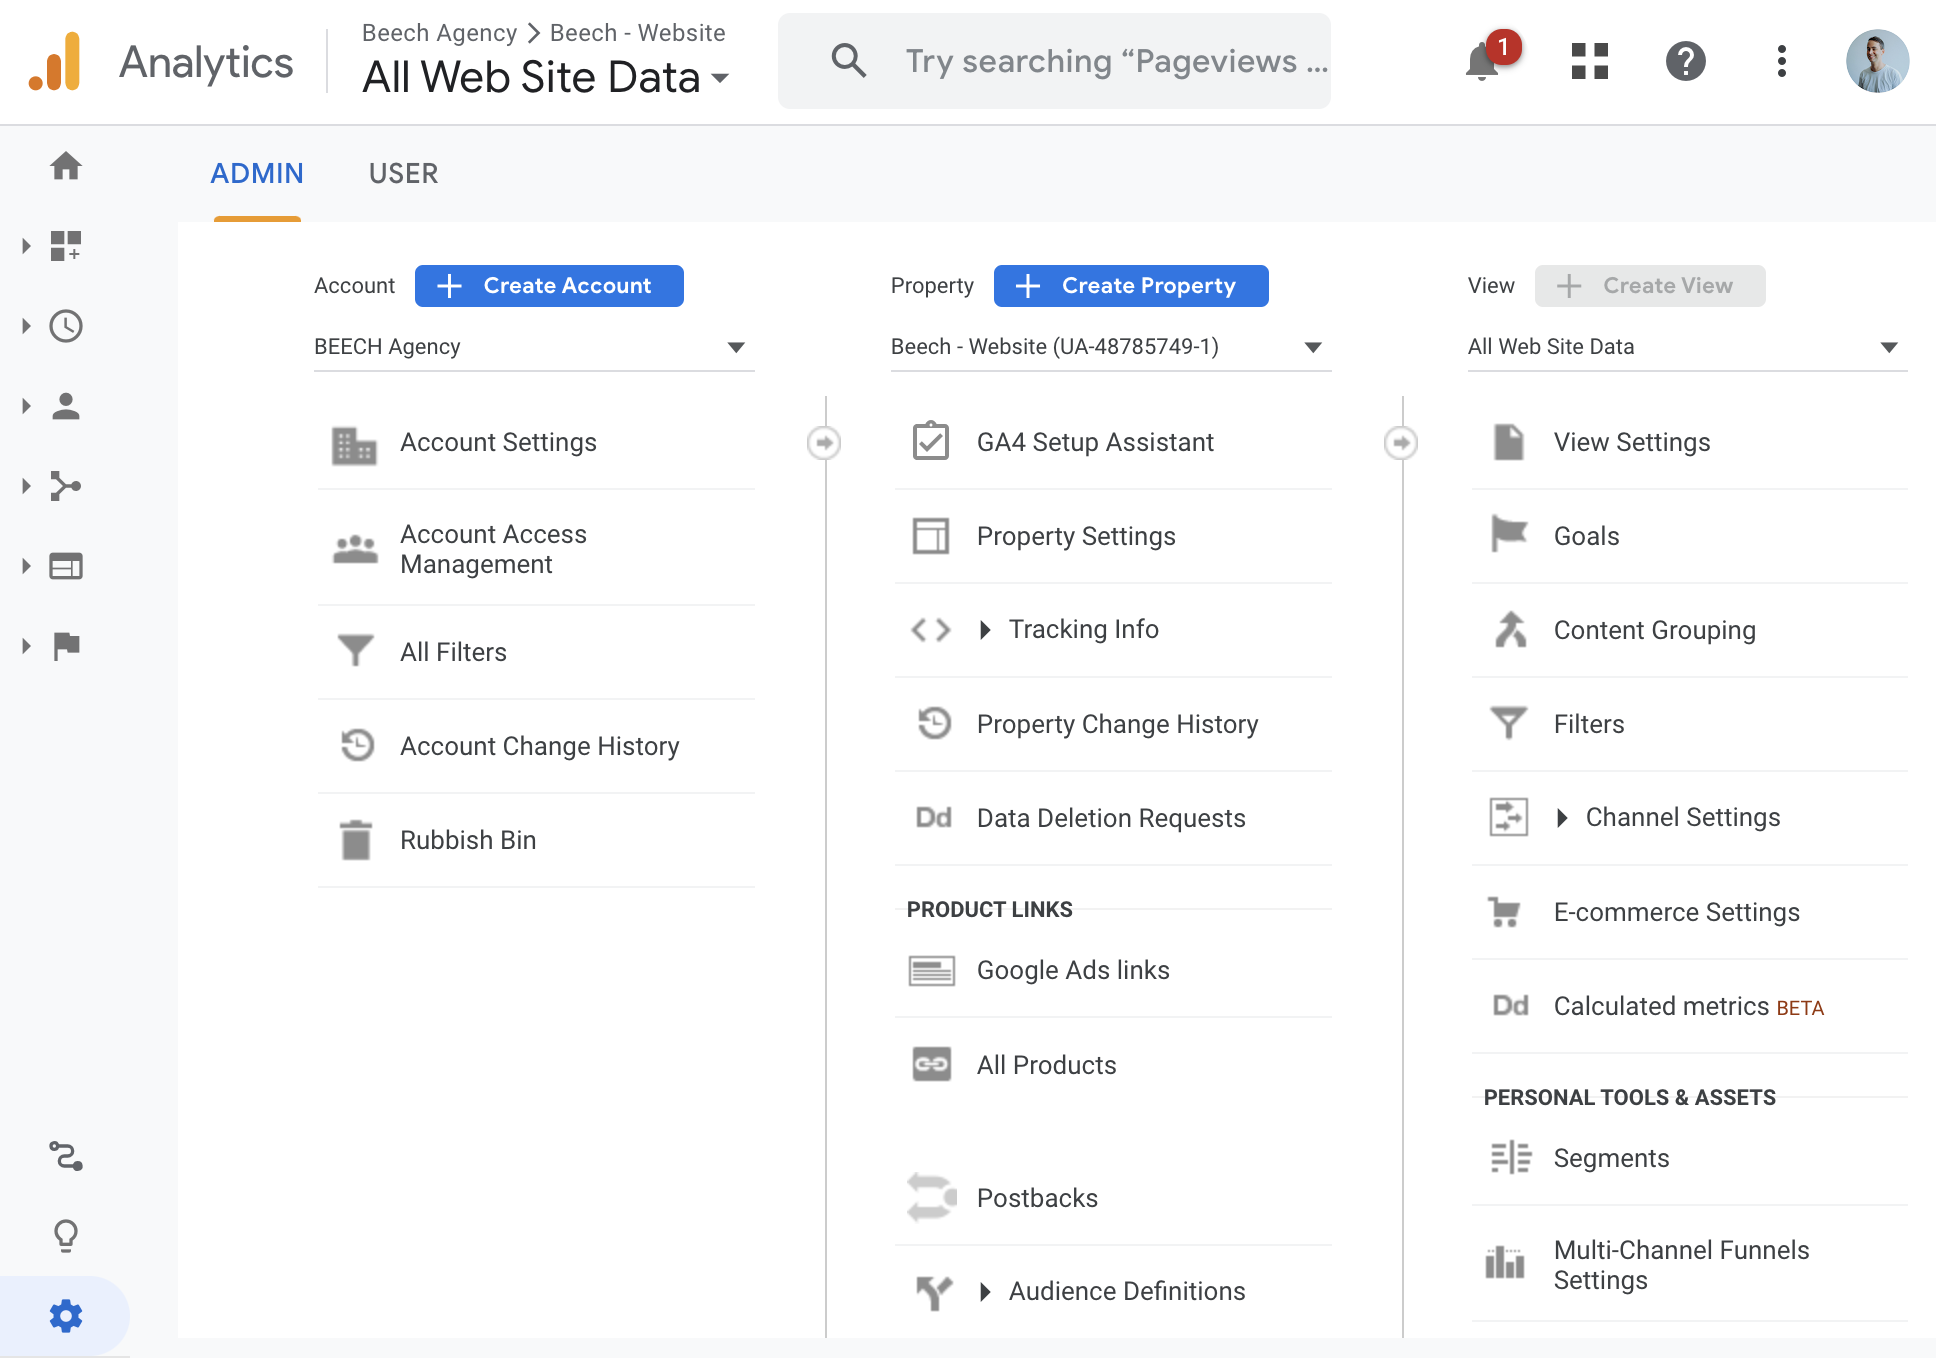 Analytics
Beech Agency > Beech - Website
All Web Site Data
Try searching “Pageviews ...
1
ADMIN
USER
Account
+ Create Account
BEECH Agency
Account Settings
Account Access
Management
All Filters
Account Change History
Rubbish Bin
Property
+ Create Property
Beech - Website (UA-48785749-1)
GA4 Setup Assistant
Property Settings
Tracking Info
Property Change History
Dd Data Deletion Requests
PRODUCT LINKS
Google Ads links
All Products
Postbacks
Audience Definitions
View
+ Create View
All Web Site Data
View Settings
Goals
Content Grouping
Filters
Channel Settings
E-commerce Settings
Dd Calculated metrics BETA
PERSONAL TOOLS & ASSETS
Segments
Multi-Channel Funnels
Settings